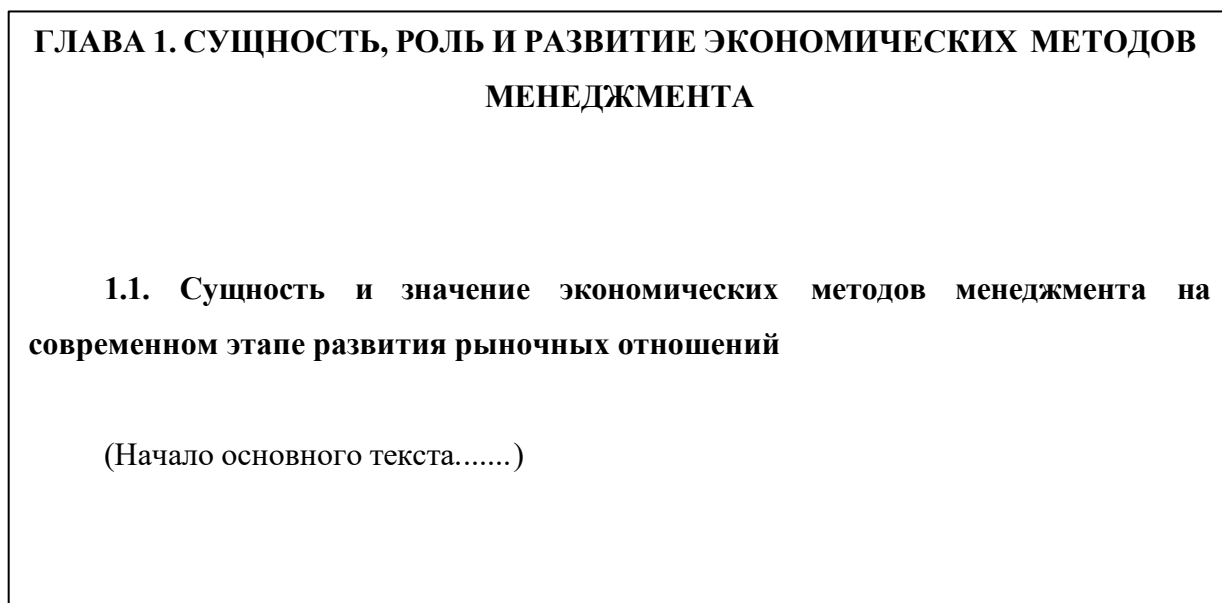 ГЛАВА 1. СУЩНОСТЬ, РОЛЬ И РАЗВИТИЕ ЭКОНОМИЧЕСКИХ МЕТОДОВ
МЕНЕДЖМЕНТА
1.1. Сущность и значение экономических методов менеджмента на
современном этапе развития рыночных отношений
(Начало основного текста.......)